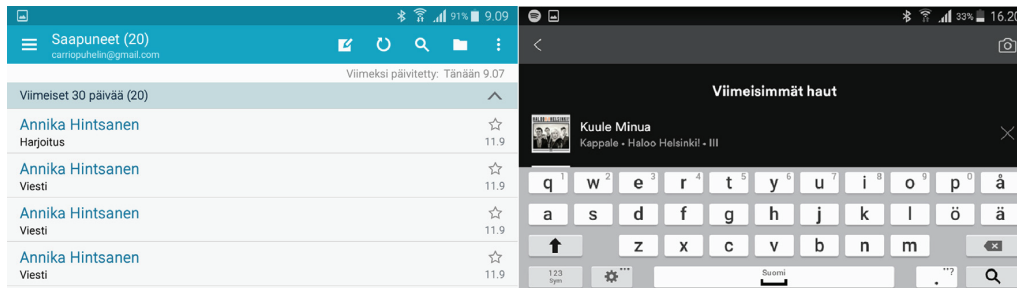 91% 9.09
Saapuneet (20)
carriopuhelin@gmail.com
Viimeksi päivitetty: Tänään 9.07
Viimeiset 30 päivää (20)
Annika Hintsanen
Harjoitus
11.9
Annika Hintsanen
Viesti
11.9
Annika Hintsanen
Viesti
11.9
Annika Hintsanen
Viesti
11.9
33% 16.20
Viimeisimmät haut
HALOO HELSINKI!
Kuule Minua
Kappale • Haloo Helsinki! • III
q 1 w 2 e 3 r 4 t 5 y 6 u 7 i 8 o 9 p 0 å
a s d f g h j k l ö ä
z x c v b n m
123 Sym Suomi . "?